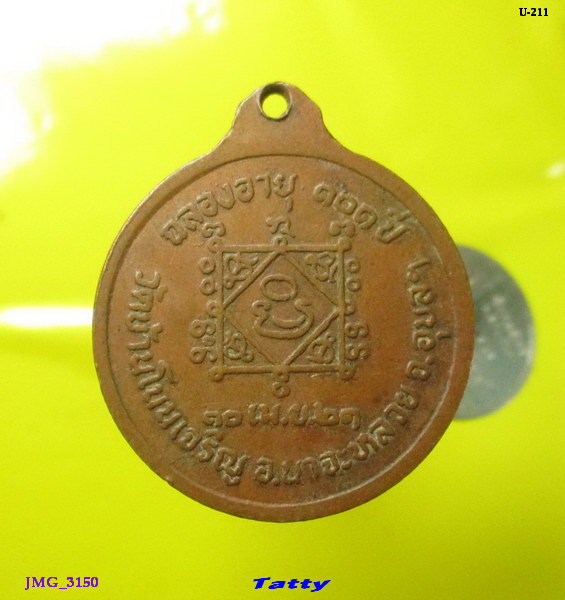 U-211
ฉลองอายุ ๑๐๑ ปี
วัดบ้านโนนเจริญ อ.นาจะหลวย จ.อุบลฯ
๑๐ เม.ย.๒๑
JMG_3150
Tatty